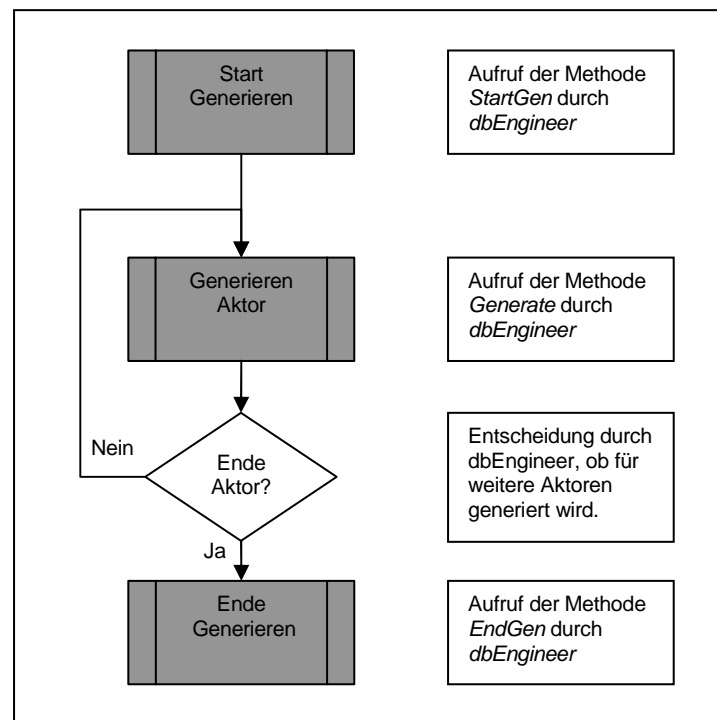 Start
Generieren
Aufruf der Methode
StartGen durch
dbEngineer
Generieren
Aktor
Aufruf der Methode
Generate durch
dbEngineer
Nein
Ende
Aktor?
Entscheidung durch
dbEngineer, ob für
weitere Aktoren
generiert wird.
Ja
Ende
Generieren
Aufruf der Methode
EndGen durch
dbEngineer